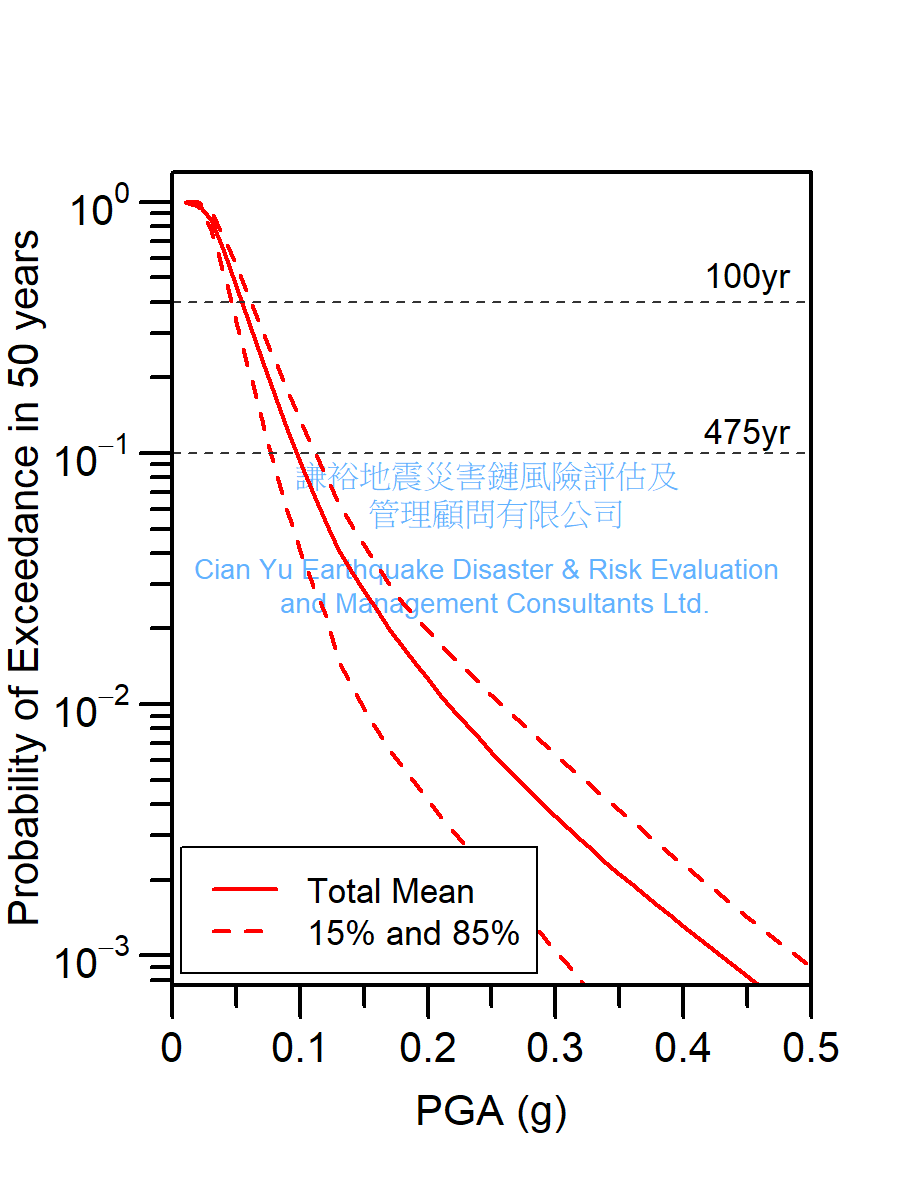 10⁰
10⁻¹
10⁻²
10⁻³
Probability of Exceedance in 50 years
100yr
475yr
謙裕地震災害鏈風險評估及
管理顧問有限公司
Cian Yu Earthquake Disaster & Risk Evaluation
and Management Consultants Ltd.
Total Mean
15% and 85%
0 0.1 0.2 0.3 0.4 0.5
PGA (g)